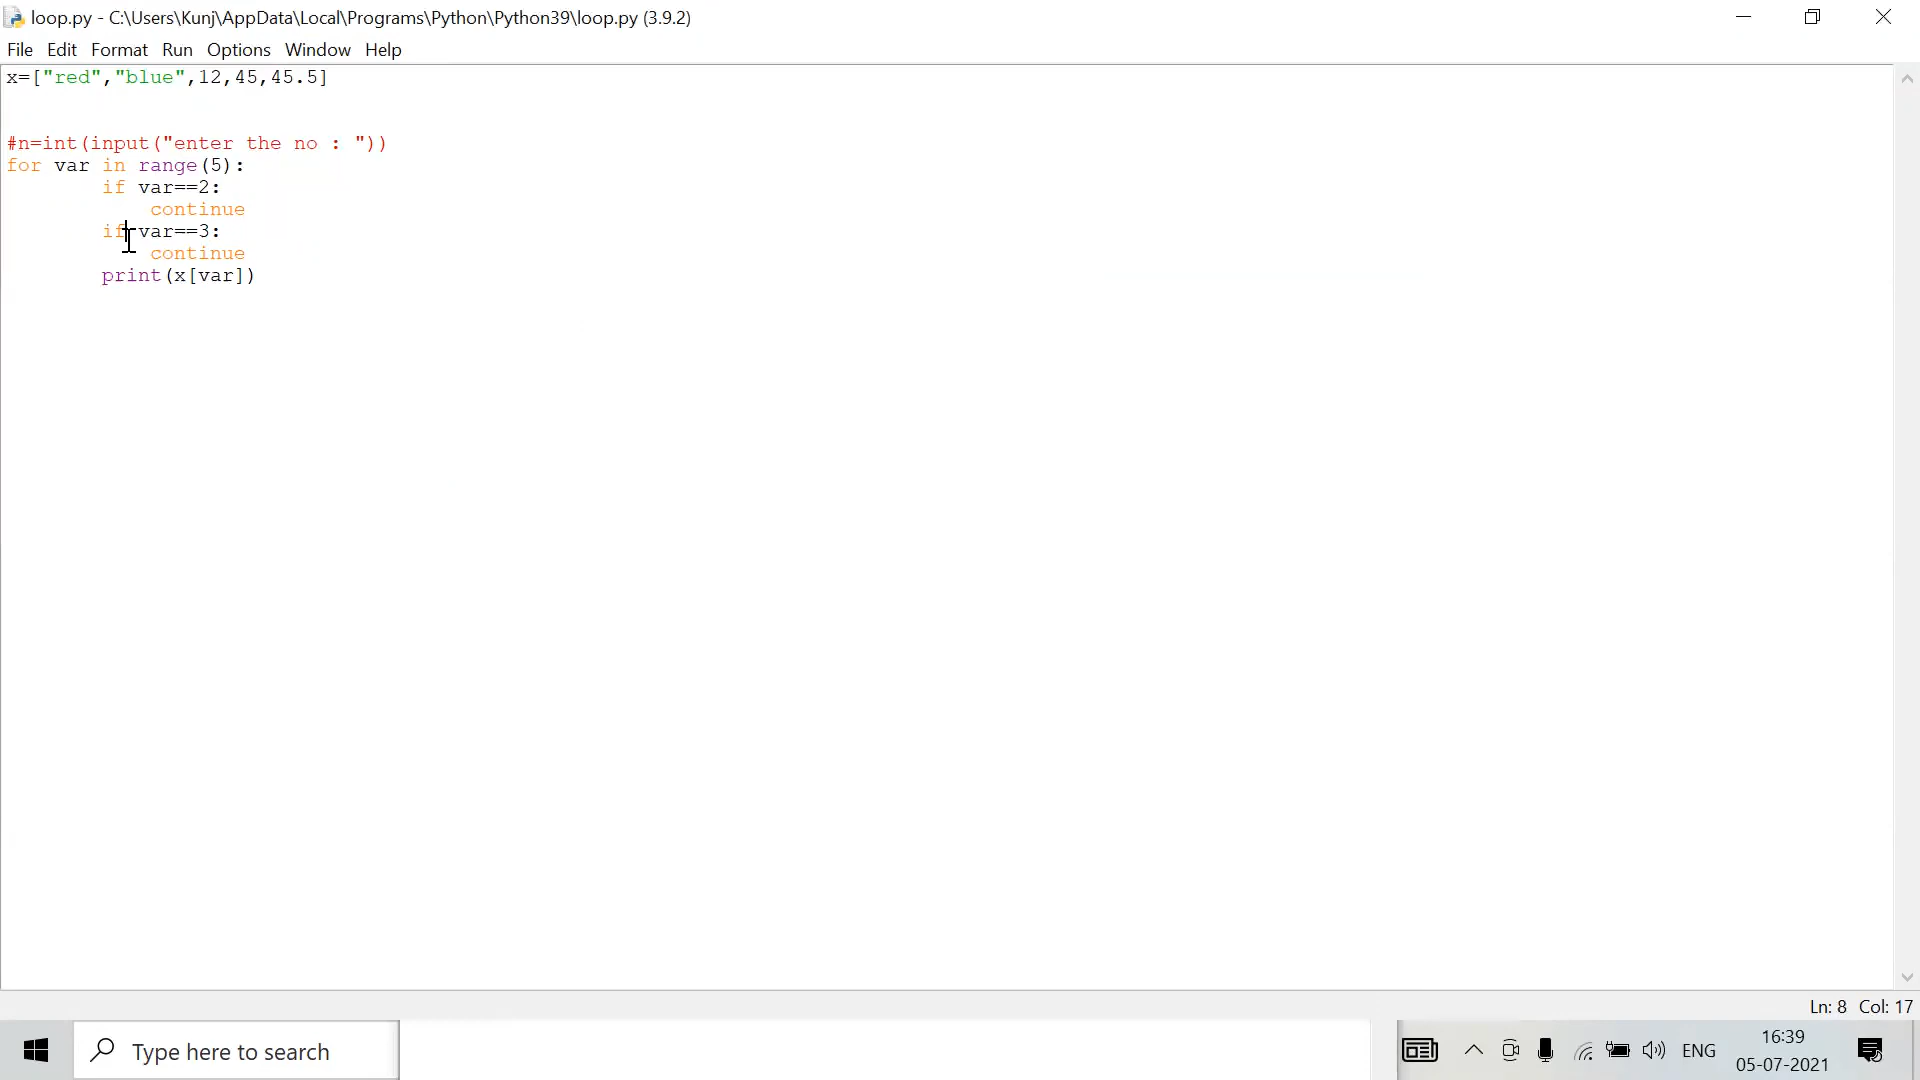 loop.py - C:\Users\Kunj\AppData\Local\Programs\Python\Python39\loop.py (3.9.2)
File Edit Format Run Options Window Help
x=["red","blue",12,45,45.5]
#n=int(input("enter the no : "))
for var in range(5):
        if var==2:
            continue
        if var==3:
            continue
        print(x[var])
Ln: 8 Col: 17
Type here to search
ENG
16:39
05-07-2021